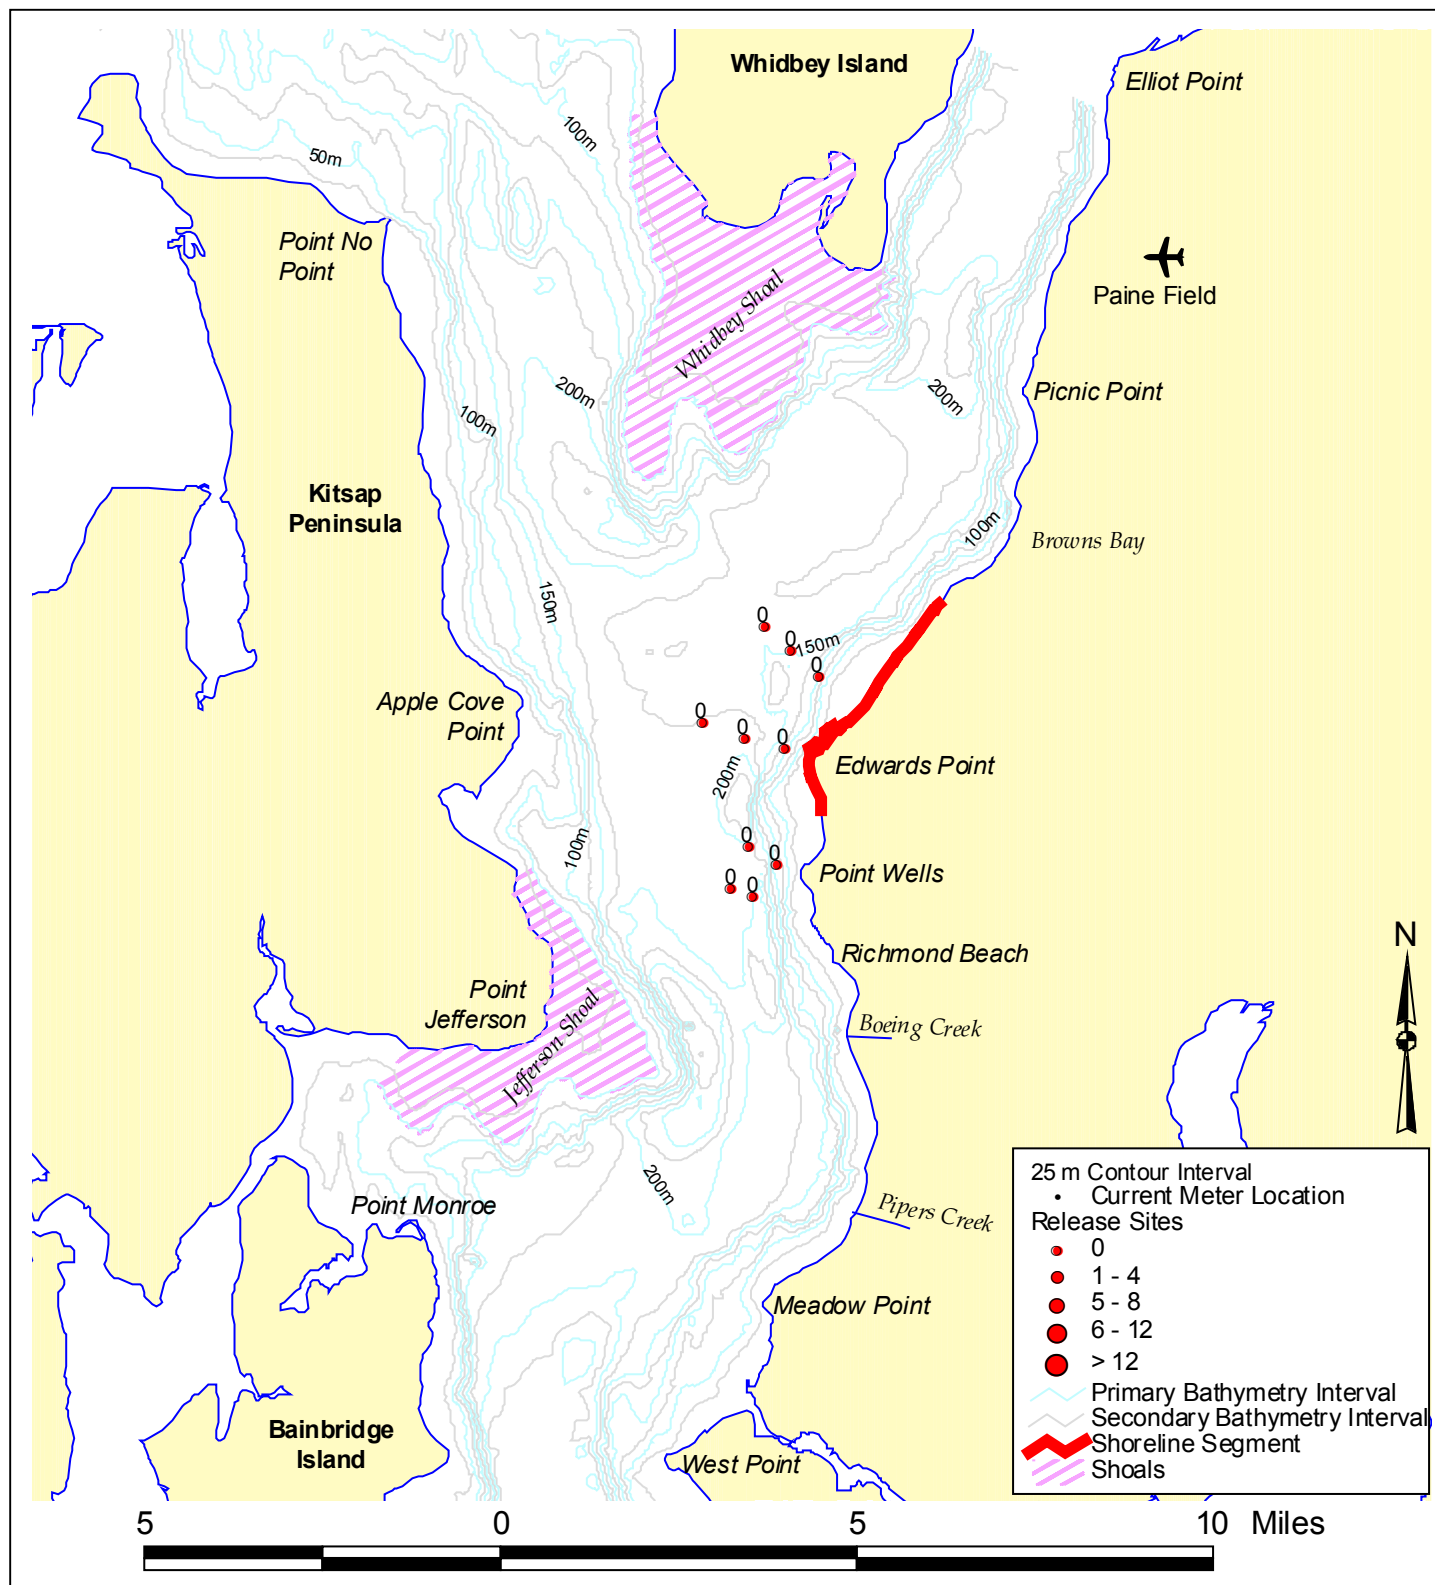 Whidbey Island
Elliot Point
100m
50m
Point No
Point
Paine Field
Whidbey Shoal
200m
200m
Picnic Point
100m
Kitsap
Peninsula
100m
Browns Bay
150m
0
0
150m
0
Apple Cove
Point
0
0
0
200m
Edwards Point
0
100m
0
Point Wells
0
0
Richmond Beach
Point
Jefferson
Jefferson Shoal
Boeing Creek
N
200m
Point Monroe
Pipers Creek
Meadow Point
Bainbridge
Island
West Point
25 m Contour Interval
Current Meter Location
Release Sites
0
1 - 4
5 - 8
6 - 12
> 12
Primary Bathymetry Interval
Secondary Bathymetry Interval
Shoreline Segment
Shoals
5 0 5 10 Miles